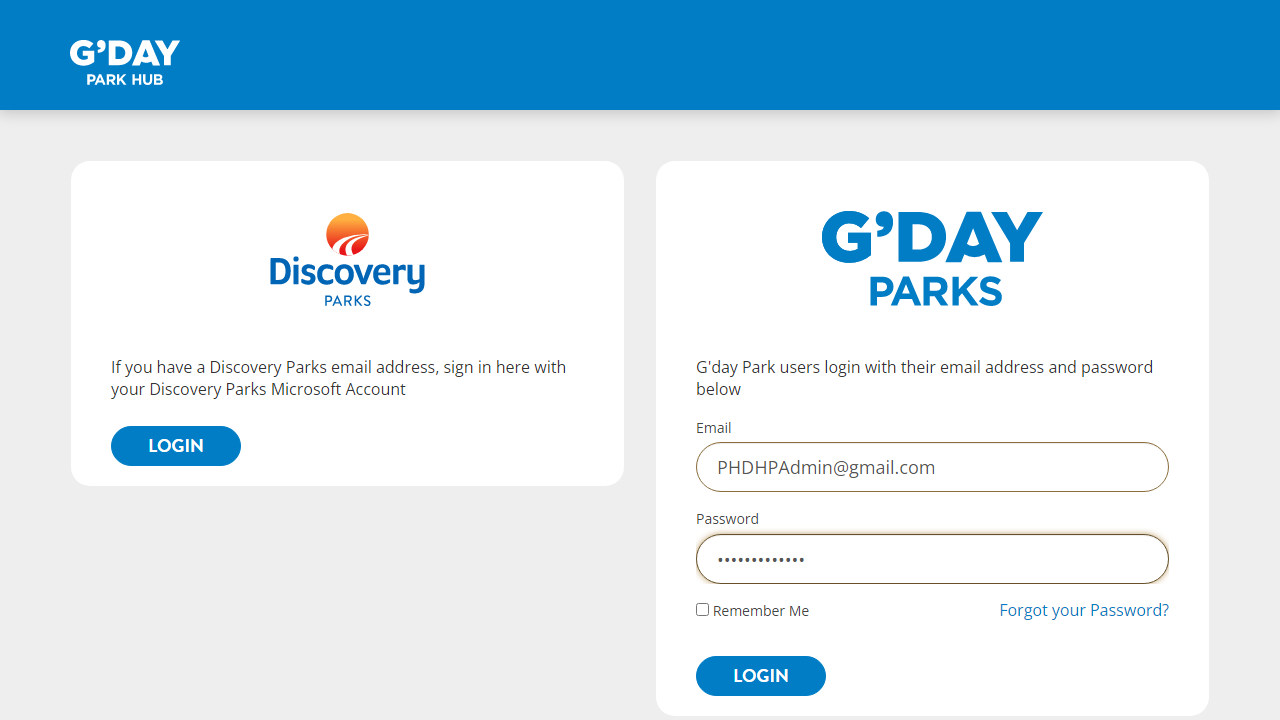 G'DAY
PARK HUB
Discovery
PARKS
If you have a Discovery Parks email address, sign in here with
your Discovery Parks Microsoft Account
LOGIN
G'DAY
PARKS
G'day Park users login with their email address and password
below
Email
PHDHPAdmin@gmail.com
Password
•••••••••••••
Remember Me
Forgot your Password?
LOGIN